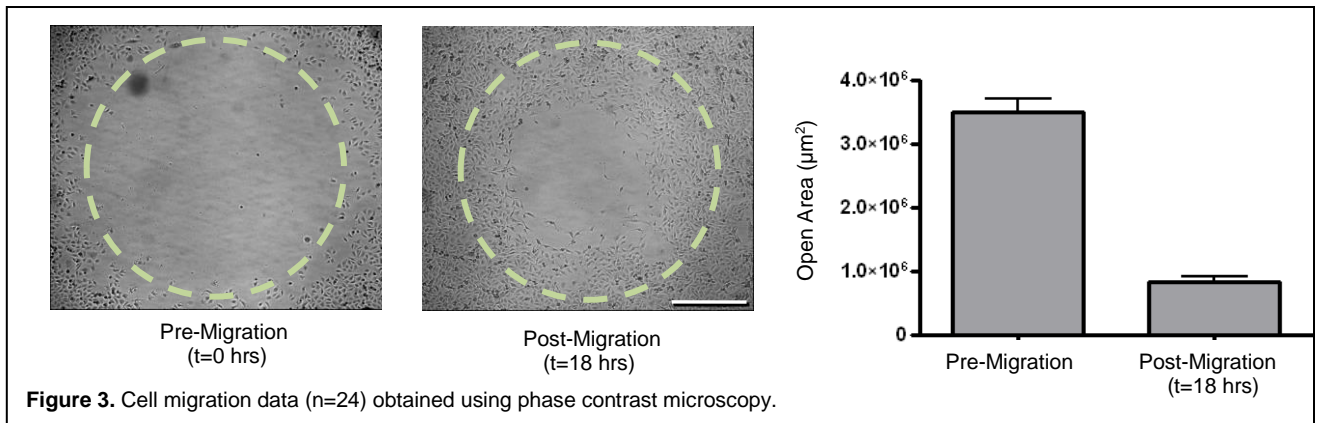 Pre-Migration
(t=0 hrs)
Post-Migration
(t=18 hrs)
Open Area (µm²)
4.0×10⁶
3.0×10⁶
2.0×10⁶
1.0×10⁶
0
Pre-Migration
Post-Migration
(t=18 hrs)
Figure 3. Cell migration data (n=24) obtained using phase contrast microscopy.